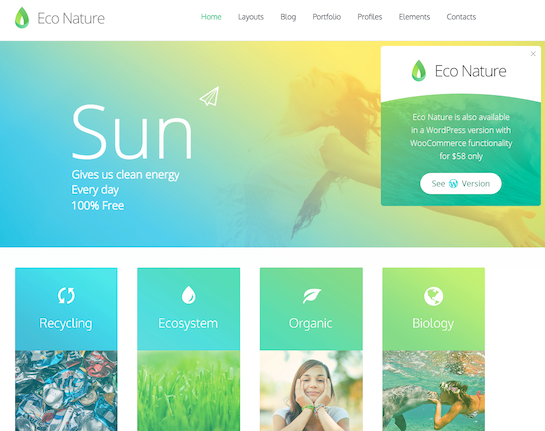 Eco Nature
Home Layouts Blog Portfolio Profiles Elements Contacts
Sun
Gives us clean energy
Every day
100% Free
Eco Nature
Eco Nature is also available
in a WordPress version with
WooCommerce functionality
for $58 only
See Version
Recycling Ecosystem Organic Biology